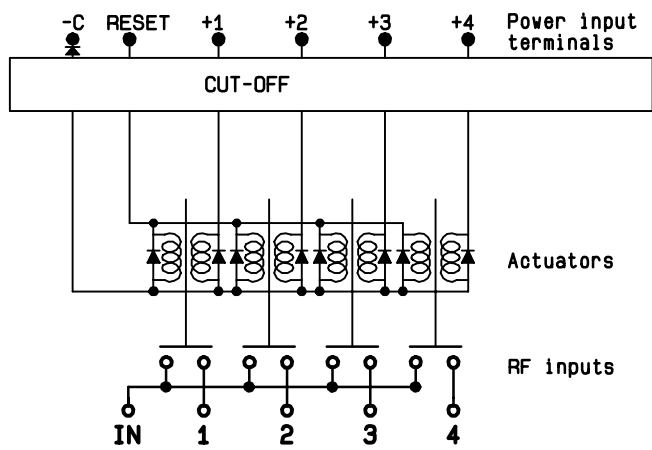 -C RESET +1 +2 +3 +4 Power input
terminals
CUT-OFF
Actuators
RF inputs
IN 1 2 3 4